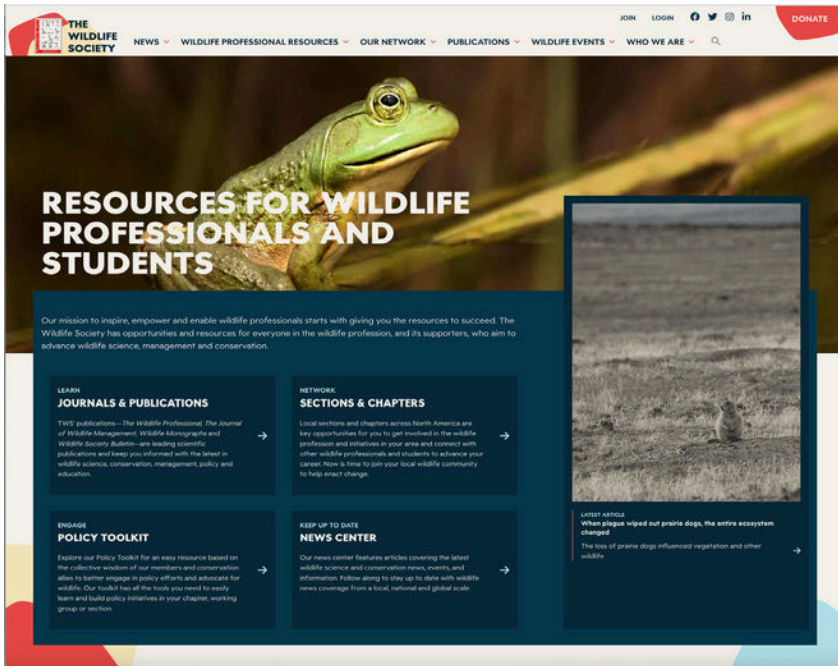 THE
WILDLIFE
SOCIETY
JOIN LOGIN
DONATE
NEWS WILDLIFE PROFESSIONAL RESOURCES OUR NETWORK PUBLICATIONS WILDLIFE EVENTS WHO WE ARE
RESOURCES FOR WILDLIFE
PROFESSIONALS AND
STUDENTS
Our mission to inspire, empower and enable wildlife professionals starts with giving you the resources to succeed. The
Wildlife Society has opportunities and resources for everyone in the wildlife profession, and its supporters, who aim to
advance wildlife science, management and conservation.
LEARN
JOURNALS & PUBLICATIONS
TWS' publications—The Wildlife Professional, The Journal
of Wildlife Management, Wildlife Monographs and
Wildlife Society Bulletin—are leading scientific
publications and keep you informed with the latest in
wildlife science, conservation, management, policy and
education.
NETWORK
SECTIONS & CHAPTERS
Local sections and chapters across North America are
key opportunities for you to get involved in the wildlife
profession and initiatives in your area and connect with
other wildlife professionals and students to advance your
career. Now is time to join your local wildlife community
to help enact change.
ENGAGE
POLICY TOOLKIT
Explore our Policy Toolkit for an easy resource based on
the collective wisdom of our members and conservation
allies to better engage in policy efforts and advocate for
wildlife. Our toolkit has all the tools you need to easily
learn and build policy initiatives in your chapter, working
group or section.
KEEP UP TO DATE
NEWS CENTER
Our news center features articles covering the latest
wildlife science and conservation news, events, and
information. Follow along to stay up to date with wildlife
news coverage from a local, national and global scale.
LATEST ARTICLE
When plague wiped out prairie dogs, the entire ecosystem
changed
The loss of prairie dogs influenced vegetation and other
wildlife